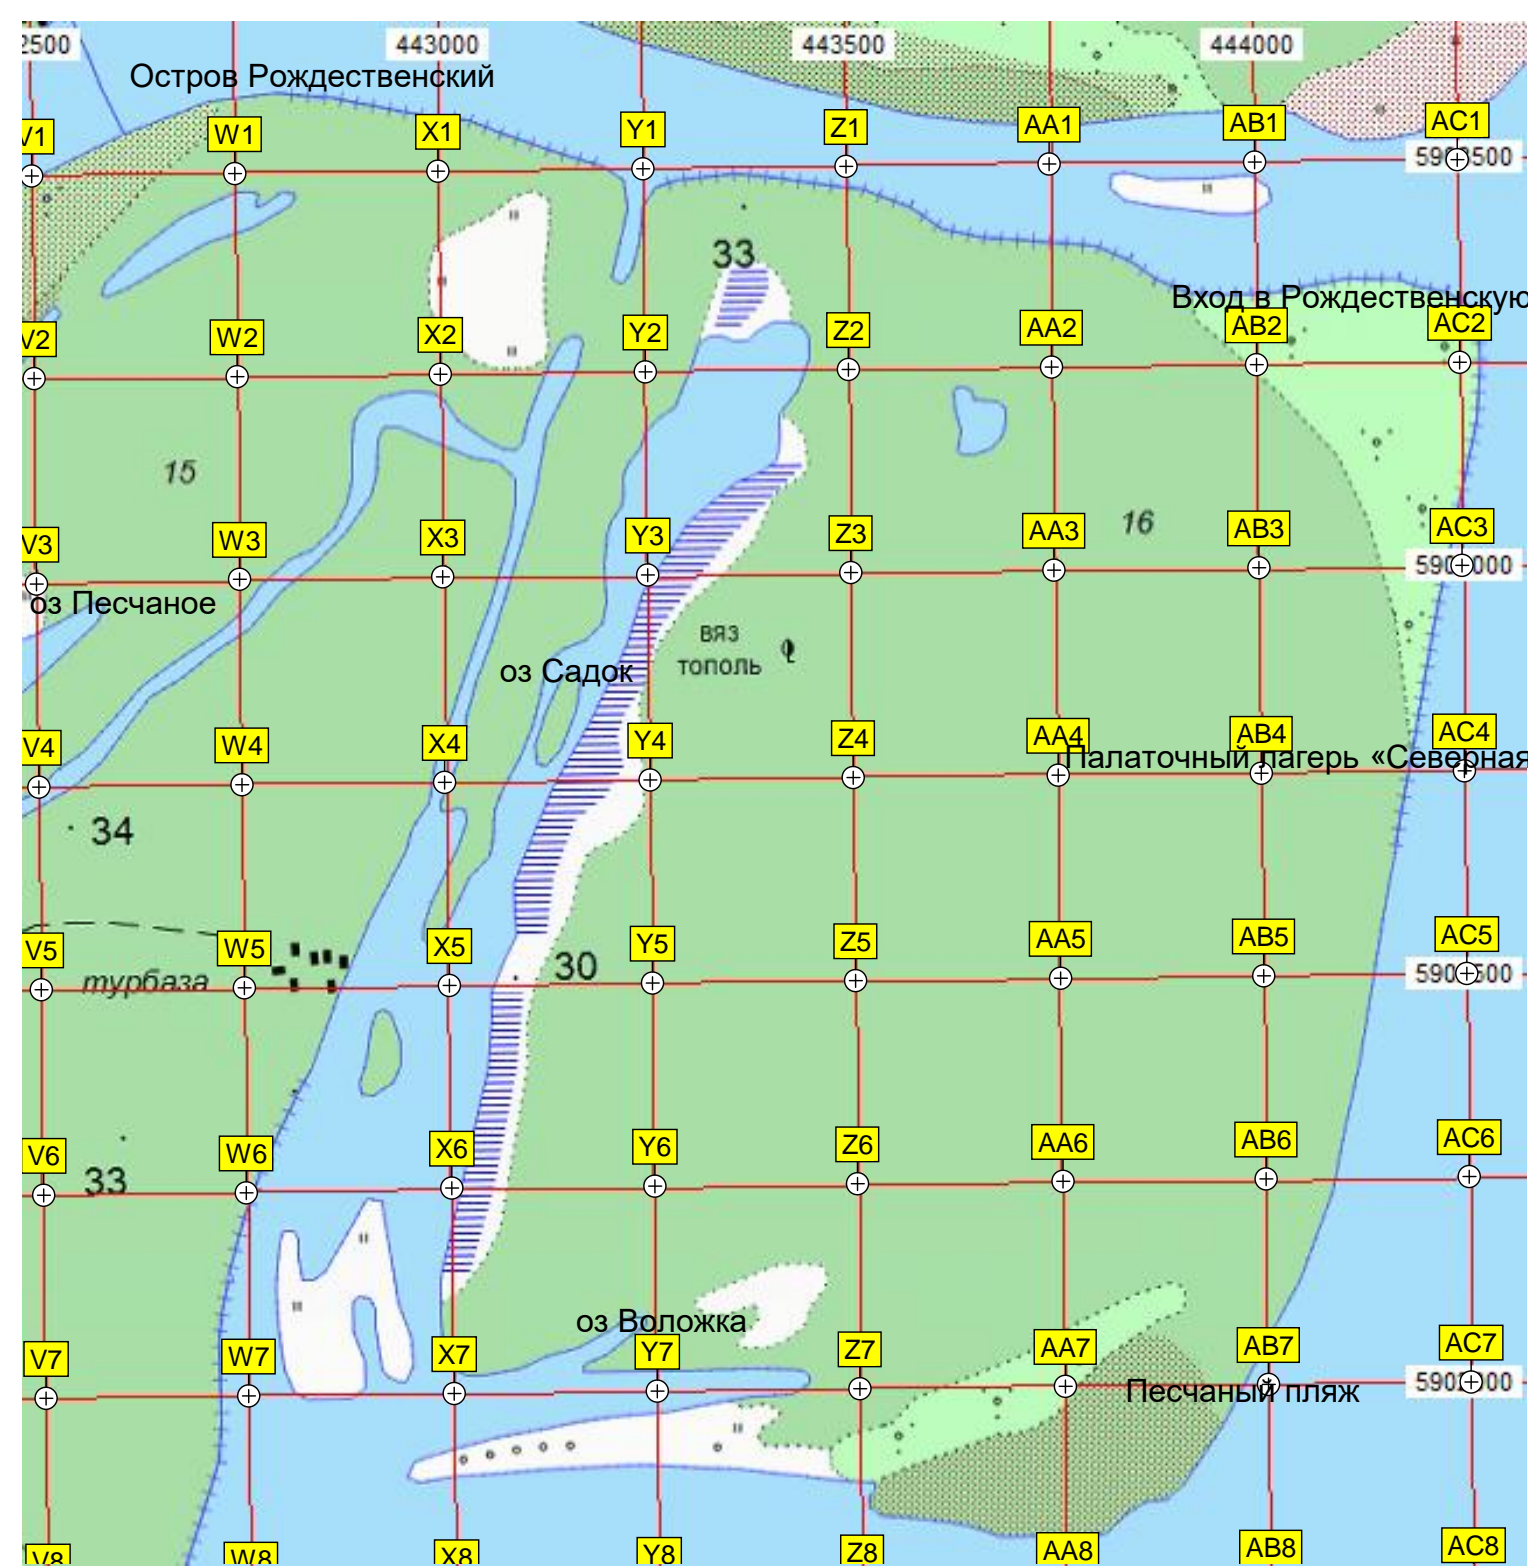 2500 443000 443500 444000
Остров Рождественский
V1 W1 X1 Y1 Z1 AA1 AB1 AC1
33
Вход в Рождественскую
V2 W2 X2 Y2 Z2 AA2 AB2 AC2
15
16
V3 W3 X3 Y3 Z3 AA3 AB3 AC3
оз Песчаное
вяз
тополь
оз Садок
V4 W4 X4 Y4 Z4 AA4 AB4 AC4
Палаточный лагерь «Северная
34
V5 W5 X5 Y5 Z5 AA5 AB5 AC5
30
турбаза
V6 W6 X6 Y6 Z6 AA6 AB6 AC6
33
оз Воложка
V7 W7 X7 Y7 Z7 AA7 AB7 AC7
Песчаный пляж
V8 W8 X8 Y8 Z8 AA8 AB8 AC8